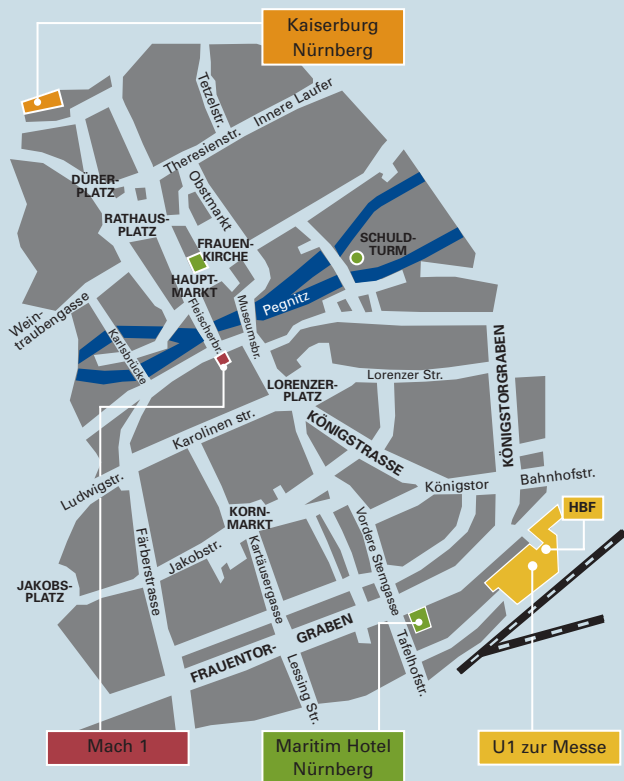 Kaiserburg
Nürnberg
Tetzelstr.
Innere Laufer
Theresienstr.
Obstmarkt
DÜRER-
PLATZ
RATHAUS-
PLATZ
FRAUEN-
KIRCHE
SCHULD-
TURM
HAUPT-
MARKT
Wein-
traubengasse
Karlsbrücke
Fleischerbr.
Museumsbr.
Pegnitz
LORENZER-
PLATZ
Lorenzer Str.
KÖNIGSTORGRABEN
Karolinen str.
KÖNIGSTRASSE
Ludwigstr.
Königstor
Bahnhofstr.
HBF
KORN-
MARKT
Färberstrasse
Jakobstr.
Kartäusergasse
Vordere Sterngasse
JAKOBS-
PLATZ
FRAUENTOR-
GRABEN
Lessing Str.
Tafelhofstr.
Mach 1
Maritim Hotel
Nürnberg
U1 zur Messe